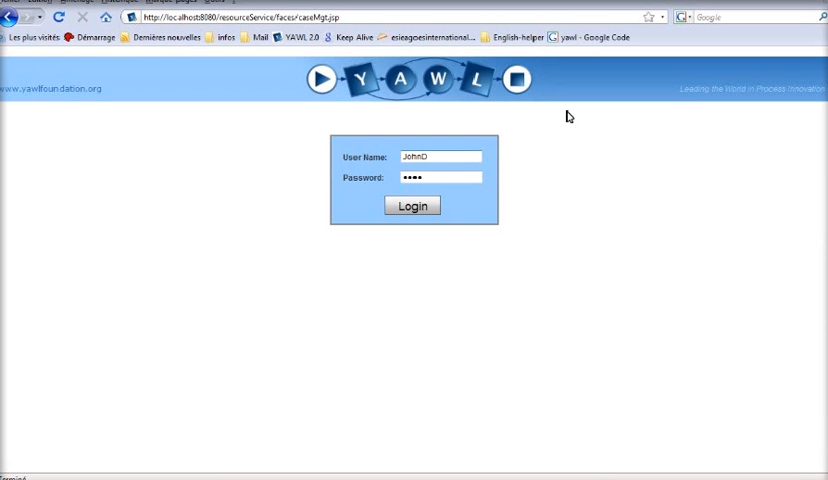 http://localhost:8080/resourceService/faces/caseMgt.jsp
Google
Les plus visités Démarrage Dernières nouvelles infos Mail YAWL 2.0 Keep Alive esieagoesinternational... English-helper yawl - Google Code
YAWL
www.yawlfoundation.org
Leading the World in Process Innovation
User Name: JohnD
Password: ••••
Login